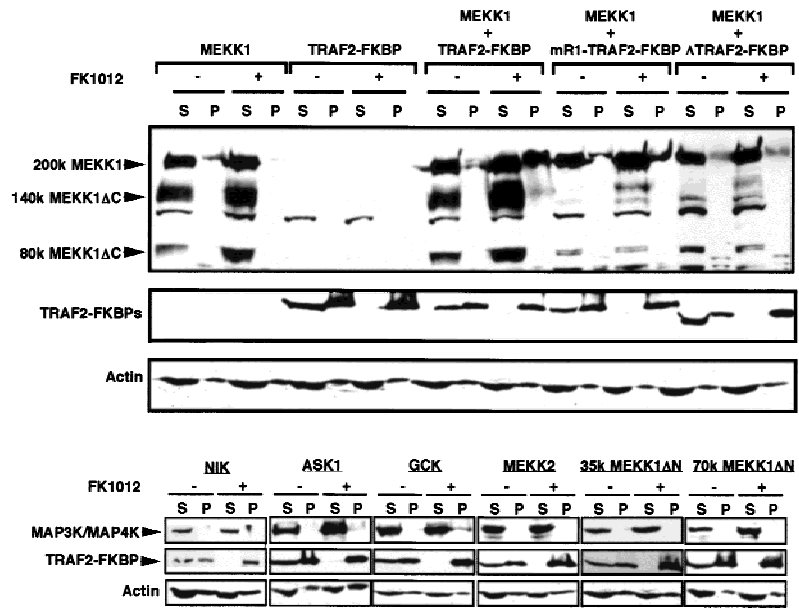 MEKK1 MEKK1 MEKK1
+ + +
MEKK1 TRAF2-FKBP TRAF2-FKBP mR1-TRAF2-FKBP ΛTRAF2-FKBP
FK1012 - + - + - + - + - +
S P S P S P S P S P S P S P S P S P S P
200k MEKK1
140k MEKK1ΔC
80k MEKK1ΔC
TRAF2-FKBPs
Actin
NIK ASK1 GCK MEKK2 35k MEKK1ΔN 70k MEKK1ΔN
FK1012 - + - + - + - + - + - +
S P S P S P S P S P S P S P S P S P S P S P S P
MAP3K/MAP4K
TRAF2-FKBP
Actin